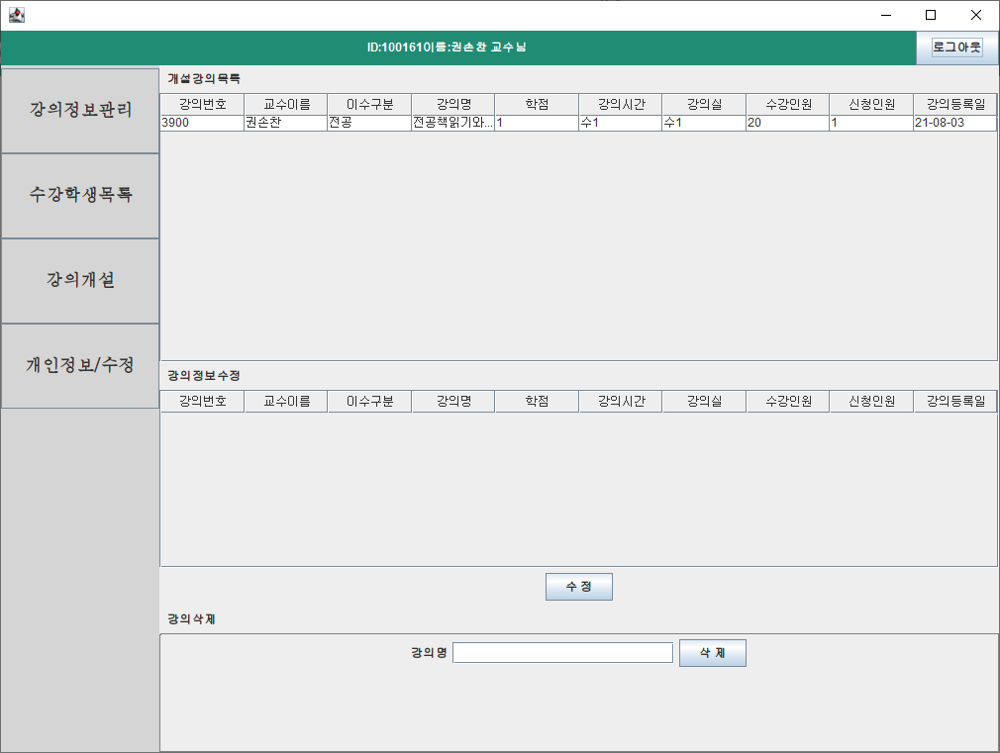 ID:100161이름:권손찬 교수님
로그아웃
강의정보관리
수강학생목록
강의개설
개인정보/수정
개설강의목록
강의번호 교수이름 이수구분 강의명 학점 강의시간 강의실 수강인원 신청인원 강의등록일
3900 권손찬 전공 전공책읽기와... 1 수1 수1 20 1 21-08-03
강의정보수정
강의번호 교수이름 이수구분 강의명 학점 강의시간 강의실 수강인원 신청인원 강의등록일
수 정
강의삭제
강의명 삭 제